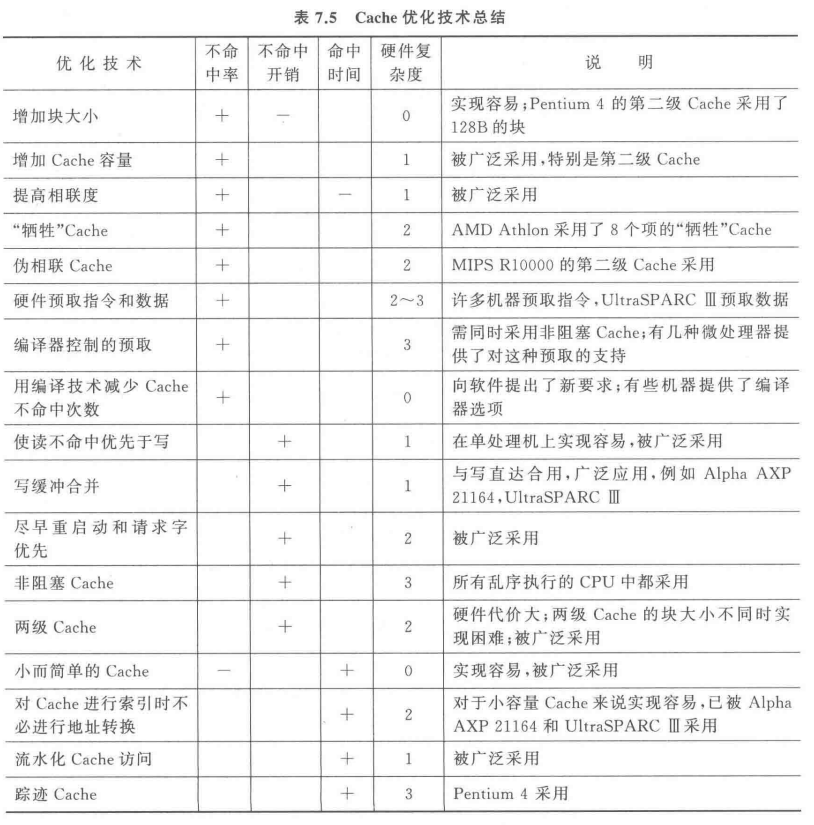 表 7.5 Cache 优化技术总结
优化技术 不命中率 不命中开销 命中时间 硬件复杂度 说明
增加块大小 + － 0 实现容易;Pentium 4 的第二级 Cache 采用了
128B 的块
增加 Cache 容量 + 1 被广泛采用,特别是第二级 Cache
提高相联度 + － 1 被广泛采用
“牺牲”Cache + 2 AMD Athlon 采用了 8 个项的“牺牲”Cache
伪相联 Cache + 2 MIPS R10000 的第二级 Cache 采用
硬件预取指令和数据 + 2～3 许多机器预取指令,UltraSPARC Ⅲ预取数据
编译器控制的预取 + 3 需同时采用非阻塞 Cache;有几种微处理器提
供了对这种预取的支持
用编译技术减少 Cache
不命中次数 + 0 向软件提出了新要求;有些机器提供了编译
器选项
使读不命中优先于写 + 1 在单处理机上实现容易,被广泛采用
写缓冲合并 + 1 与写直达合用,广泛应用,例如 Alpha AXP
21164,UltraSPARC Ⅲ
尽早重启动和请求字
优先 + 2 被广泛采用
非阻塞 Cache + 3 所有乱序执行的 CPU 中都采用
两级 Cache + 2 硬件代价大;两级 Cache 的块大小不同时实
现困难;被广泛采用
小而简单的 Cache － + 0 实现容易,被广泛采用
对 Cache 进行索引时不
必进行地址转换 + 2 对于小容量 Cache 来说实现容易,已被 Alpha
AXP 21164 和 UltraSPARC Ⅲ采用
流水化 Cache 访问 + 1 被广泛采用
踪迹 Cache + 3 Pentium 4 采用